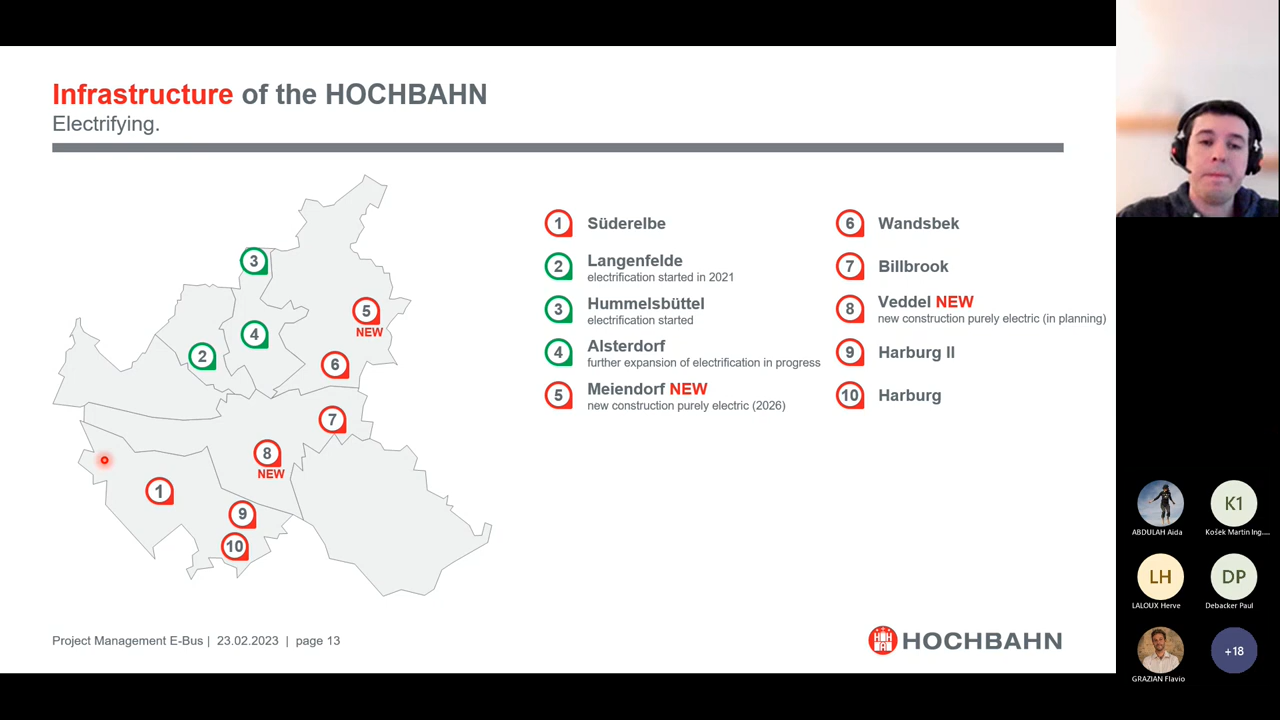 Infrastructure of the HOCHBAHN
Electrifying.
3
5
NEW
4
2
6
7
8
NEW
1
9
10
1 Süderelbe
2 Langenfelde
electrification started in 2021
3 Hummelsbüttel
electrification started
4 Alsterdorf
further expansion of electrification in progress
5 Meiendorf NEW
new construction purely electric (2026)
6 Wandsbek
7 Billbrook
8 Veddel NEW
new construction purely electric (in planning)
9 Harburg II
10 Harburg
Project Management E-Bus | 23.02.2023 | page 13
HOCHBAHN
ABDULAH Aida
K1
Košek Martin Ing....
LH
LALOUX Herve
DP
Debacker Paul
GRAZIAN Flavio
+18